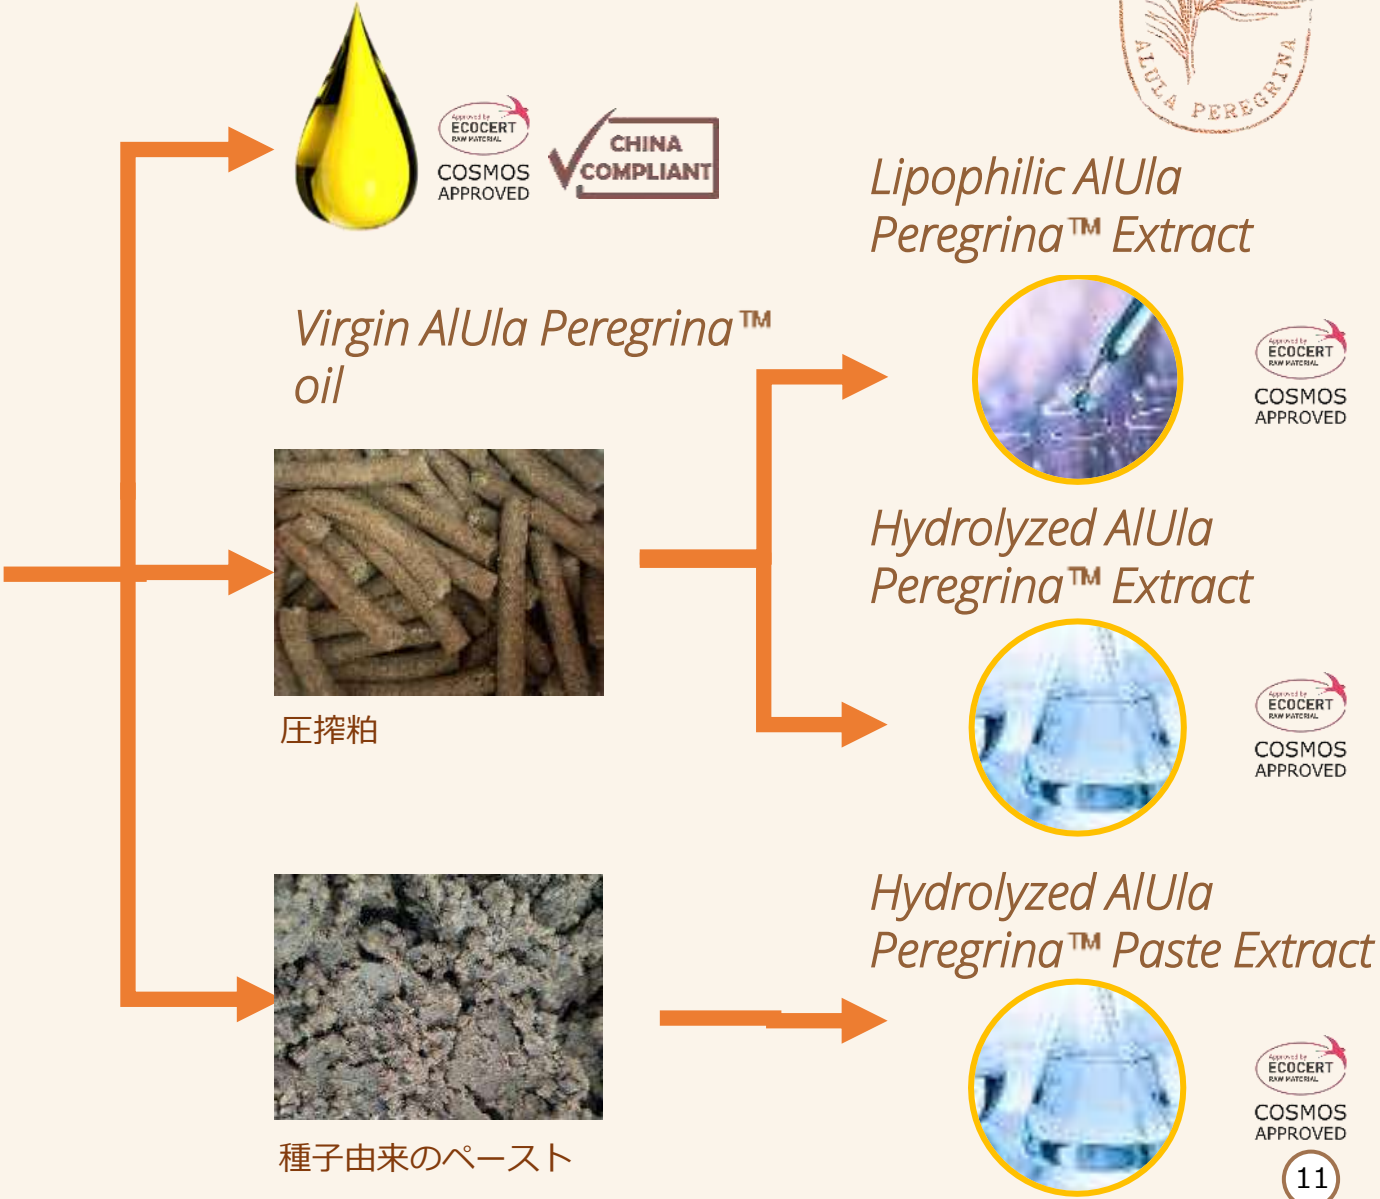 ALULA PEREGRINA
Approved by
ECOCERT
RAW MATERIAL
COSMOS
APPROVED
CHINA
COMPLIANT
Lipophilic AlUla
Peregrina™ Extract
Virgin AlUla Peregrina™
oil
Approved by
ECOCERT
RAW MATERIAL
COSMOS
APPROVED
Hydrolyzed AlUla
Peregrina™ Extract
圧搾粕
Approved by
ECOCERT
RAW MATERIAL
COSMOS
APPROVED
Hydrolyzed AlUla
Peregrina™ Paste Extract
種子由来のペースト
Approved by
ECOCERT
RAW MATERIAL
COSMOS
APPROVED
11